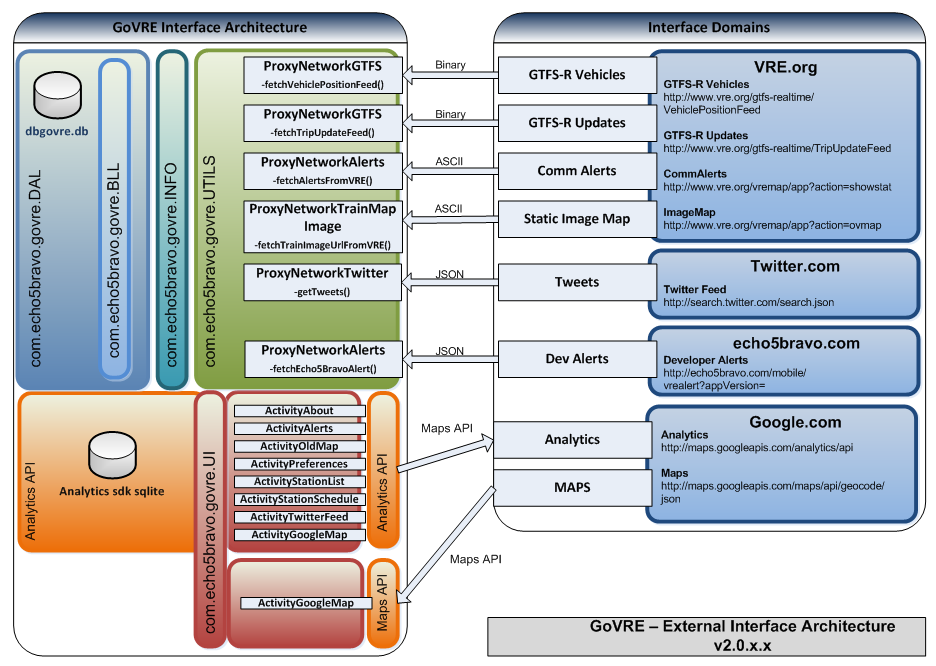 GoVRE Interface Architecture
dbgovre.db
com.echo5bravo.govre.DAL
com.echo5bravo.govre.BLL
com.echo5bravo.govre.INFO
com.echo5bravo.govre.UTILS
ProxyNetworkGTFS
-fetchVehiclePositionFeed()
ProxyNetworkGTFS
-fetchTripUpdateFeed()
ProxyNetworkAlerts
-fetchAlertsFromVRE()
ProxyNetworkTrainMap
Image
-fetchTrainImageUrlFromVRE()
ProxyNetworkTwitter
-getTweets()
ProxyNetworkAlerts
-fetchEcho5BravoAlert()
Binary
Binary
ASCII
ASCII
JSON
JSON
Interface Domains
GTFS-R Vehicles
GTFS-R Updates
Comm Alerts
Static Image Map
Tweets
Dev Alerts
Analytics
MAPS
VRE.org
GTFS-R Vehicles
http://www.vre.org/gtfs-realtime/
VehiclePositionFeed
GTFS-R Updates
http://www.vre.org/gtfs-realtime/TripUpdateFeed
CommAlerts
http://www.vre.org/vremap/app?action=showstat
ImageMap
http://www.vre.org/vremap/app?action=ovrmap
Twitter.com
Twitter Feed
http://search.twitter.com/search.json
echo5bravo.com
Developer Alerts
http://echo5bravo.com/mobile/
vrealert?appVersion=
Google.com
Analytics
http://maps.googleapis.com/analytics/api
Maps
http://maps.googleapis.com/maps/api/geocode/
json
Analytics API
Analytics sdk sqlite
com.echo5bravo.govre.UI
ActivityAbout
ActivityAlerts
ActivityOldMap
ActivityPreferences
ActivityStationList
ActivityStationSchedule
ActivityTwitterFeed
ActivityGoogleMap
Analytics API
Maps API
Maps API
ActivityGoogleMap
Maps API
GoVRE – External Interface Architecture
v2.0.x.x